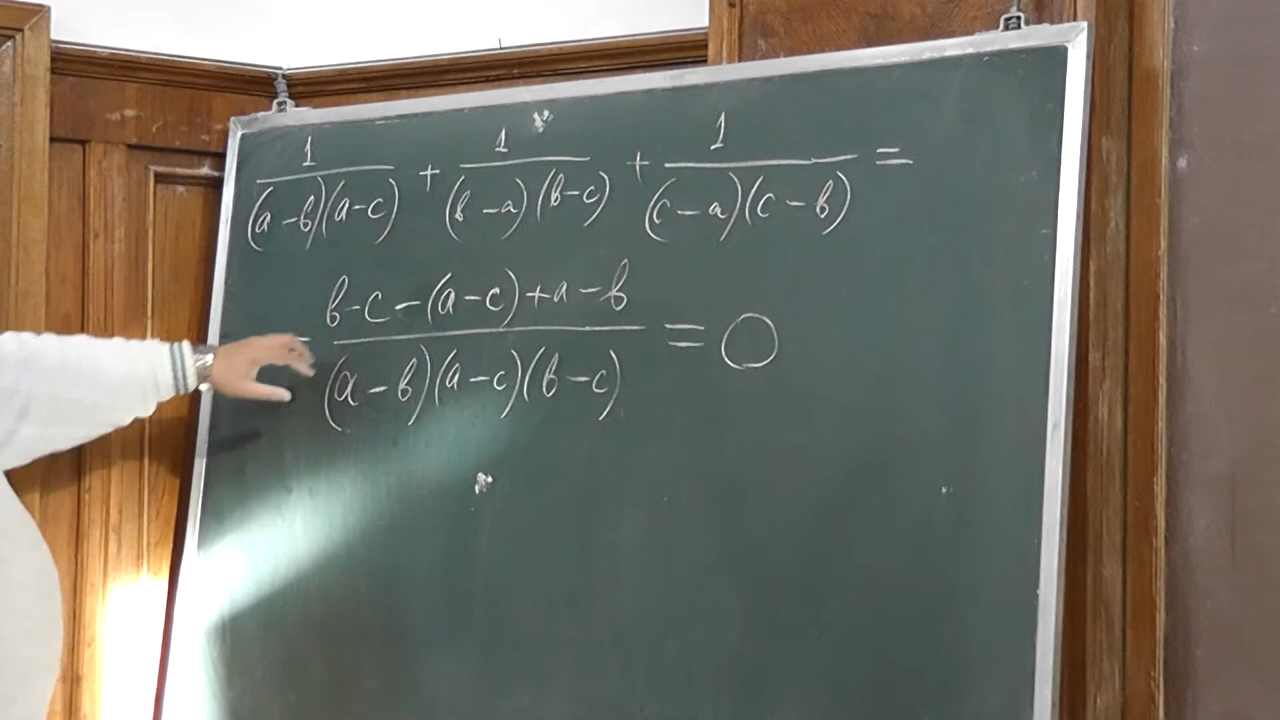 1/((a-b)(a-c)) + 1/((b-a)(b-c)) + 1/((c-a)(c-b)) =
= (b-c-(a-c)+a-b)/((a-b)(a-c)(b-c)) = 0